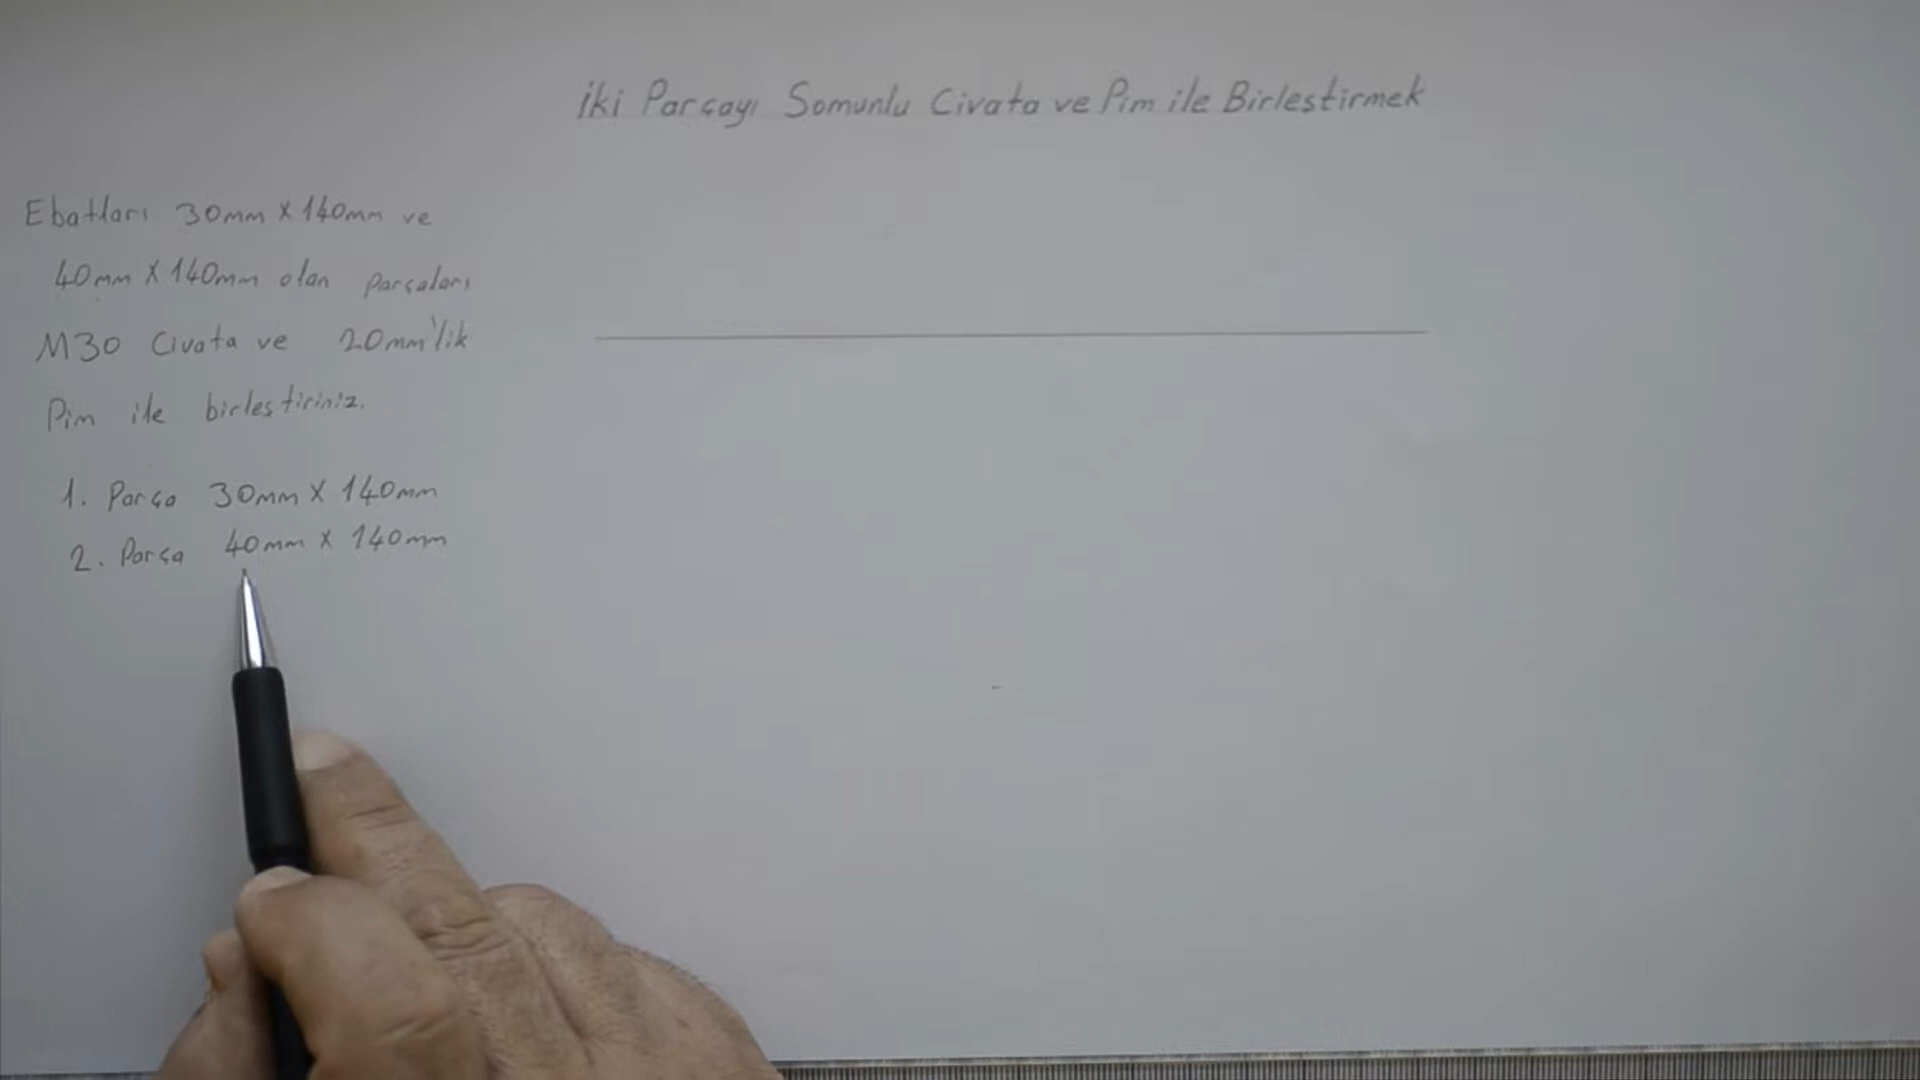 İki Parçayı Somunlu Civata ve Pim ile Birleştirmek
Ebatları 30mm X 140mm ve
40mm X 140mm olan parçaları
M30 Civata ve 20mm'lik
Pim ile birleştiriniz.
1. Parça 30mm X 140mm
2. Parça 40mm X 140mm